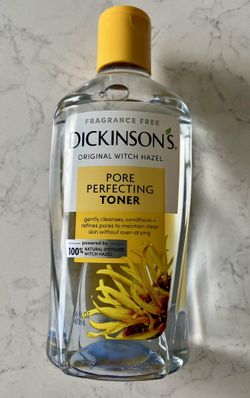 FRAGRANCE FREE
DICKINSON'S.
ORIGINAL WITCH HAZEL
PORE
PERFECTING
TONER
gently cleanses, conditions +
refines pores to maintain clear
skin without over-drying
powered by
100% NATURAL DISTILLED
WITCH HAZEL